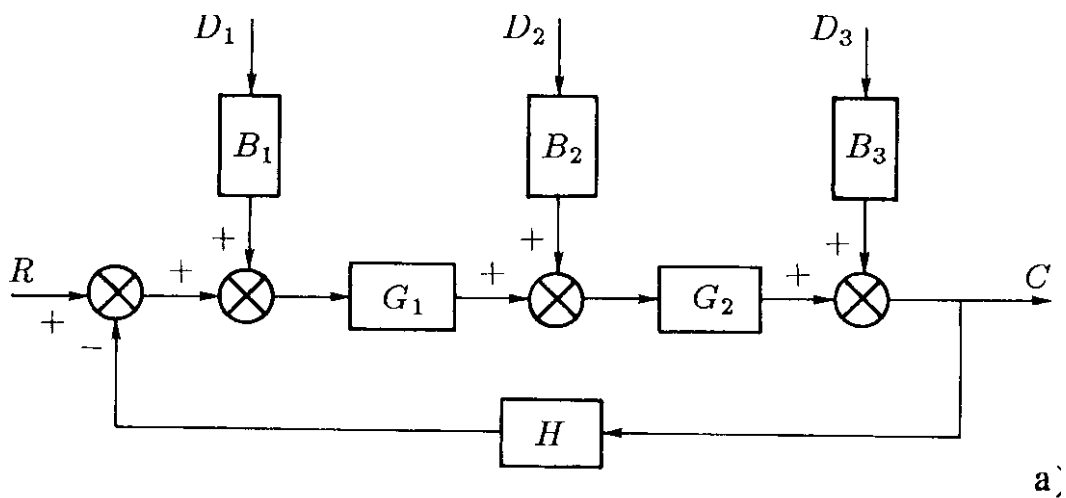 D₁ D₂ D₃
B₁ B₂ B₃
+ + +
R + G₁ + G₂ + C
+
−
H
a)